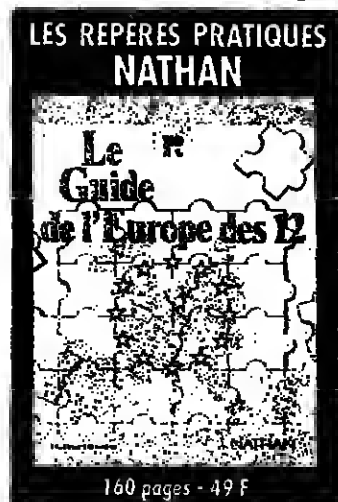 LES REPERES PRATIQUES
NATHAN
Le
Guide
de l'Europe des 12
NATHAN
160 pages - 49 F